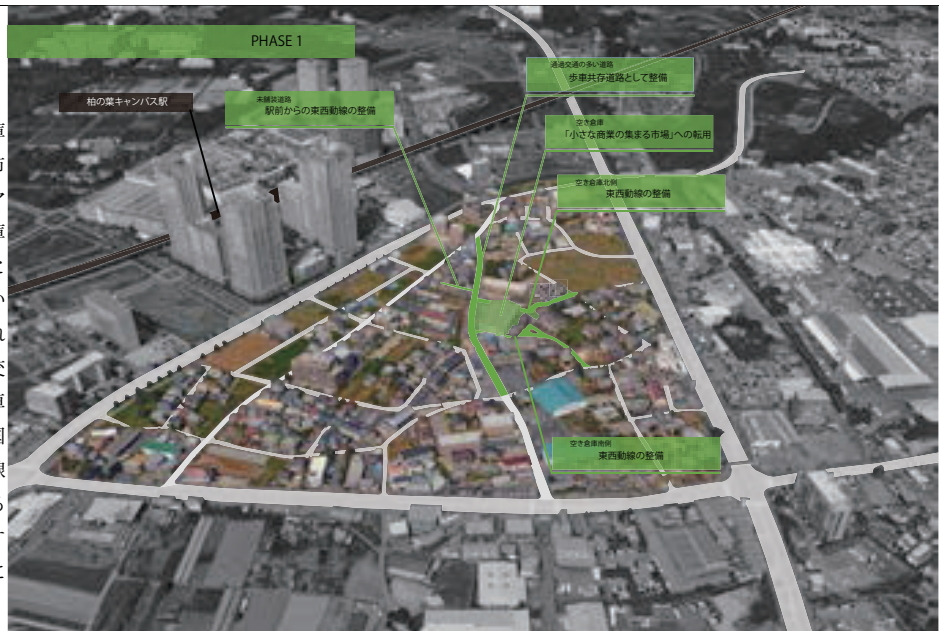 PHASE 1
通過交通の多い道路
歩車共存道路として整備
柏の葉キャンパス駅
未舗装道路
駅前からの東西動線の整備
空き倉庫
「小さな商業の集まる市場」への転用
空き倉庫北側
東西動線の整備
空き倉庫南側
東西動線の整備